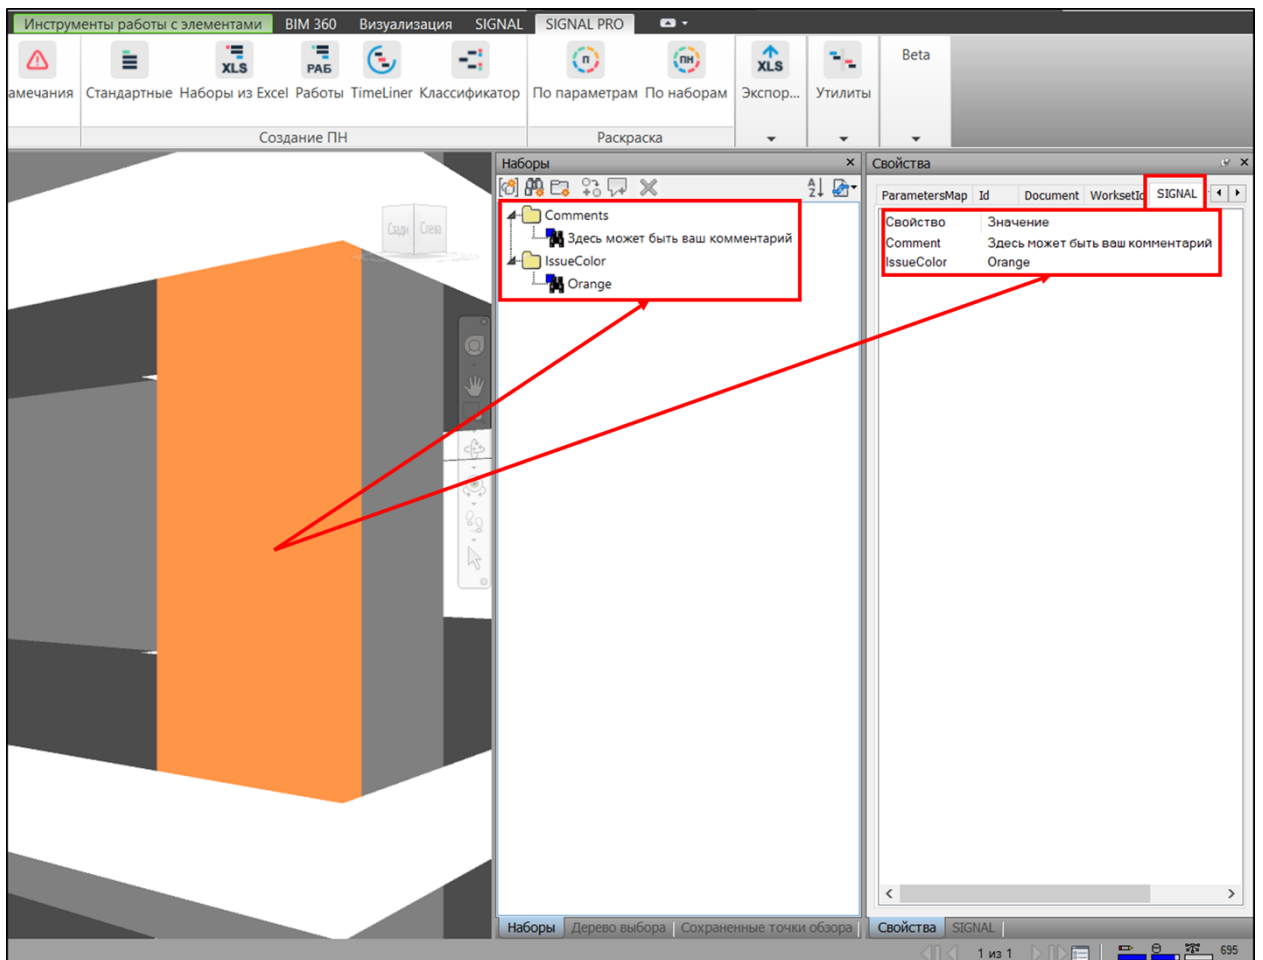 Инструменты работы с элементами BIM 360 Визуализация SIGNAL SIGNAL PRO
XLS РАБ п пн XLS Beta
амечания Стандартные Наборы из Excel Работы TimeLiner Классификатор По параметрам По наборам Экспор... Утилиты
Создание ПН Раскраска
Наборы
Comments
Здесь может быть ваш комментарий
IssueColor
Orange
Наборы Дерево выбора Сохраненные точки обзора
Свойства
ParametersMap Id Document WorksetId SIGNAL
Свойство Значение
Comment Здесь может быть ваш комментарий
IssueColor Orange
Свойства SIGNAL
Сзади Слева
1 из 1 695